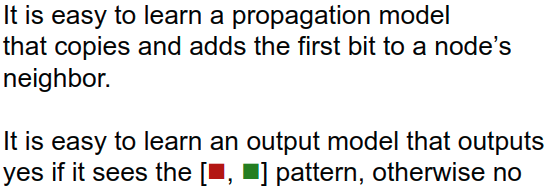 It is easy to learn a propagation model
that copies and adds the first bit to a node’s
neighbor.
It is easy to learn an output model that outputs
yes if it sees the [■, ■] pattern, otherwise no